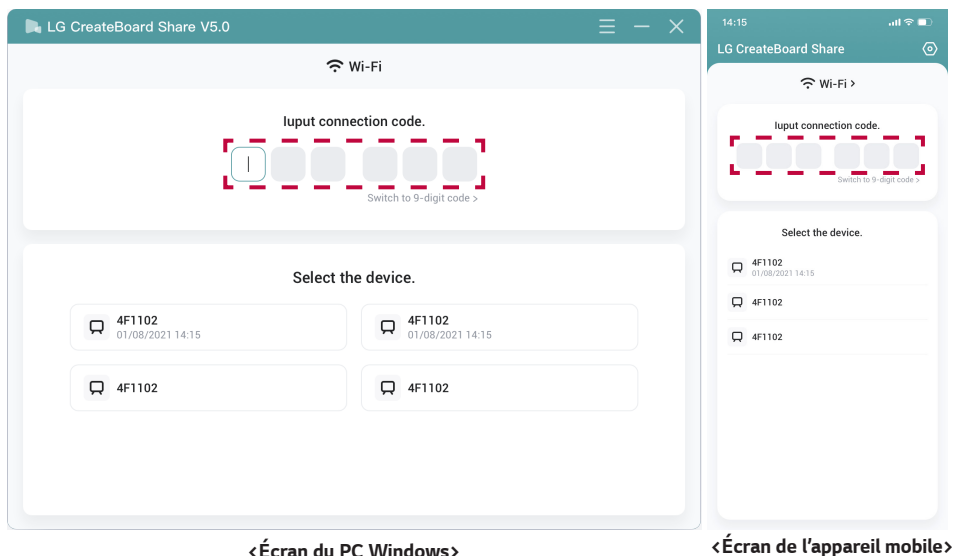 LG CreateBoard Share V5.0
Wi-Fi
Iuput connection code.
Switch to 9-digit code >
Select the device.
4F1102
01/08/2021 14:15
4F1102
01/08/2021 14:15
4F1102
4F1102
<Écran du PC Windows>
14:15
LG CreateBoard Share
Wi-Fi >
Iuput connection code.
Switch to 9-digit code >
Select the device.
4F1102
01/08/2021 14:15
4F1102
4F1102
<Écran de l'appareil mobile>